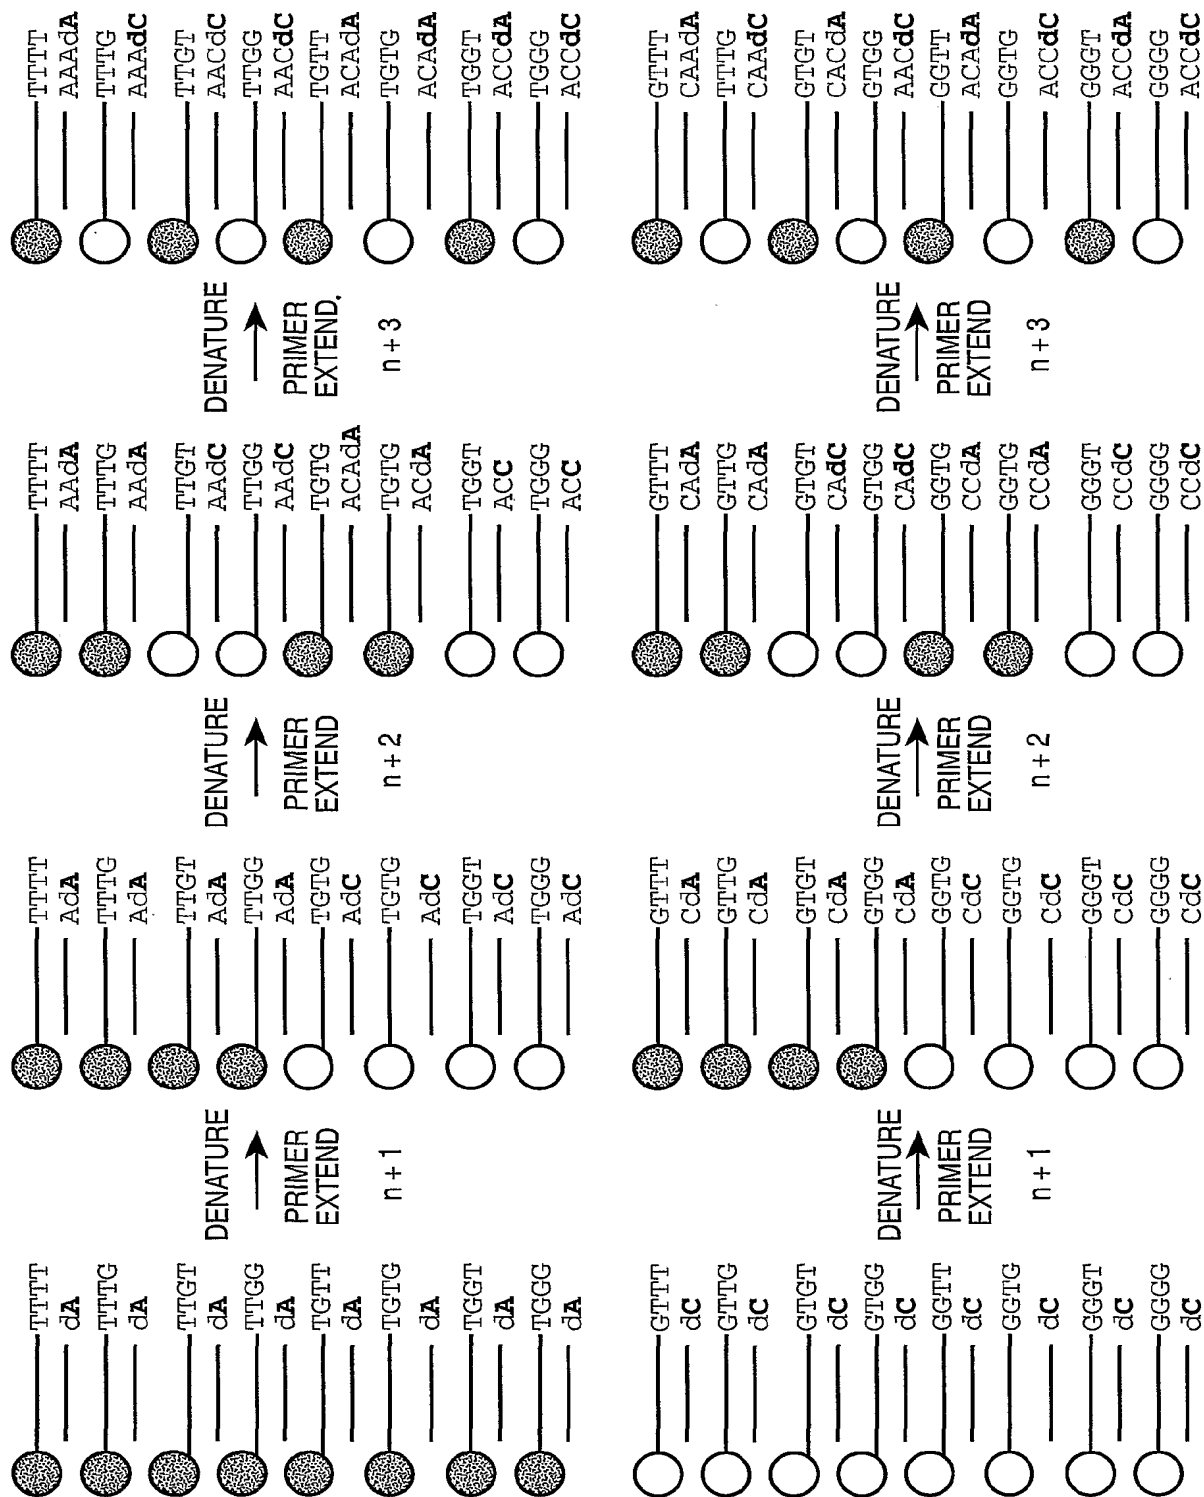 TTTT
dA
TTTG
dA
TTGT
dA
TTGG
dA
TGTT
dA
TGTG
dA
TGGT
dA
TGGG
dA
DENATURE
PRIMER
EXTEND
n + 1
TTTT
AdA
TTTG
AdA
TTGT
AdA
TTGG
AdA
TGTG
AdC
TGTG
AdC
TGGT
AdC
TGGG
AdC
DENATURE
PRIMER
EXTEND
n + 2
TTTT
AAdA
TTTG
AAdA
TTGT
AAdC
TTGG
AAdC
TGTG
ACAdA
TGTG
ACdA
TGGT
ACC
TGGG
ACC
DENATURE
PRIMER
EXTEND.
n + 3
TTTT
AAAdA
TTTG
AAAdC
TTGT
AACdC
TTGG
AACdC
TGTT
ACAdA
TGTG
ACAdA
TGGT
ACCdA
TGGG
ACCdC
GTTT
dC
GTTG
dC
GTGT
dC
GTGG
dC
GGTT
dC
GGTG
dC
GGGT
dC
GGGG
dC
DENATURE
PRIMER
EXTEND
n + 1
GTTT
CdA
GTTG
CdA
GTGT
CdA
GTGG
CdA
GGTG
CdC
GGTG
CdC
GGGT
CdC
GGGG
CdC
DENATURE
PRIMER
EXTEND
n + 2
GTTT
CAdA
GTTG
CAdA
GTGT
CAdC
GTGG
CAdC
GGTG
CCdA
GGTG
CCdA
GGGT
CCdC
GGGG
CCdC
DENATURE
PRIMER
EXTEND
n + 3
GTTT
CAAdA
TTTG
CAAdC
GTGT
CACdA
GTGG
AACdC
GGTT
ACAdA
GGTG
ACCdC
GGGT
ACCdA
GGGG
ACCdC